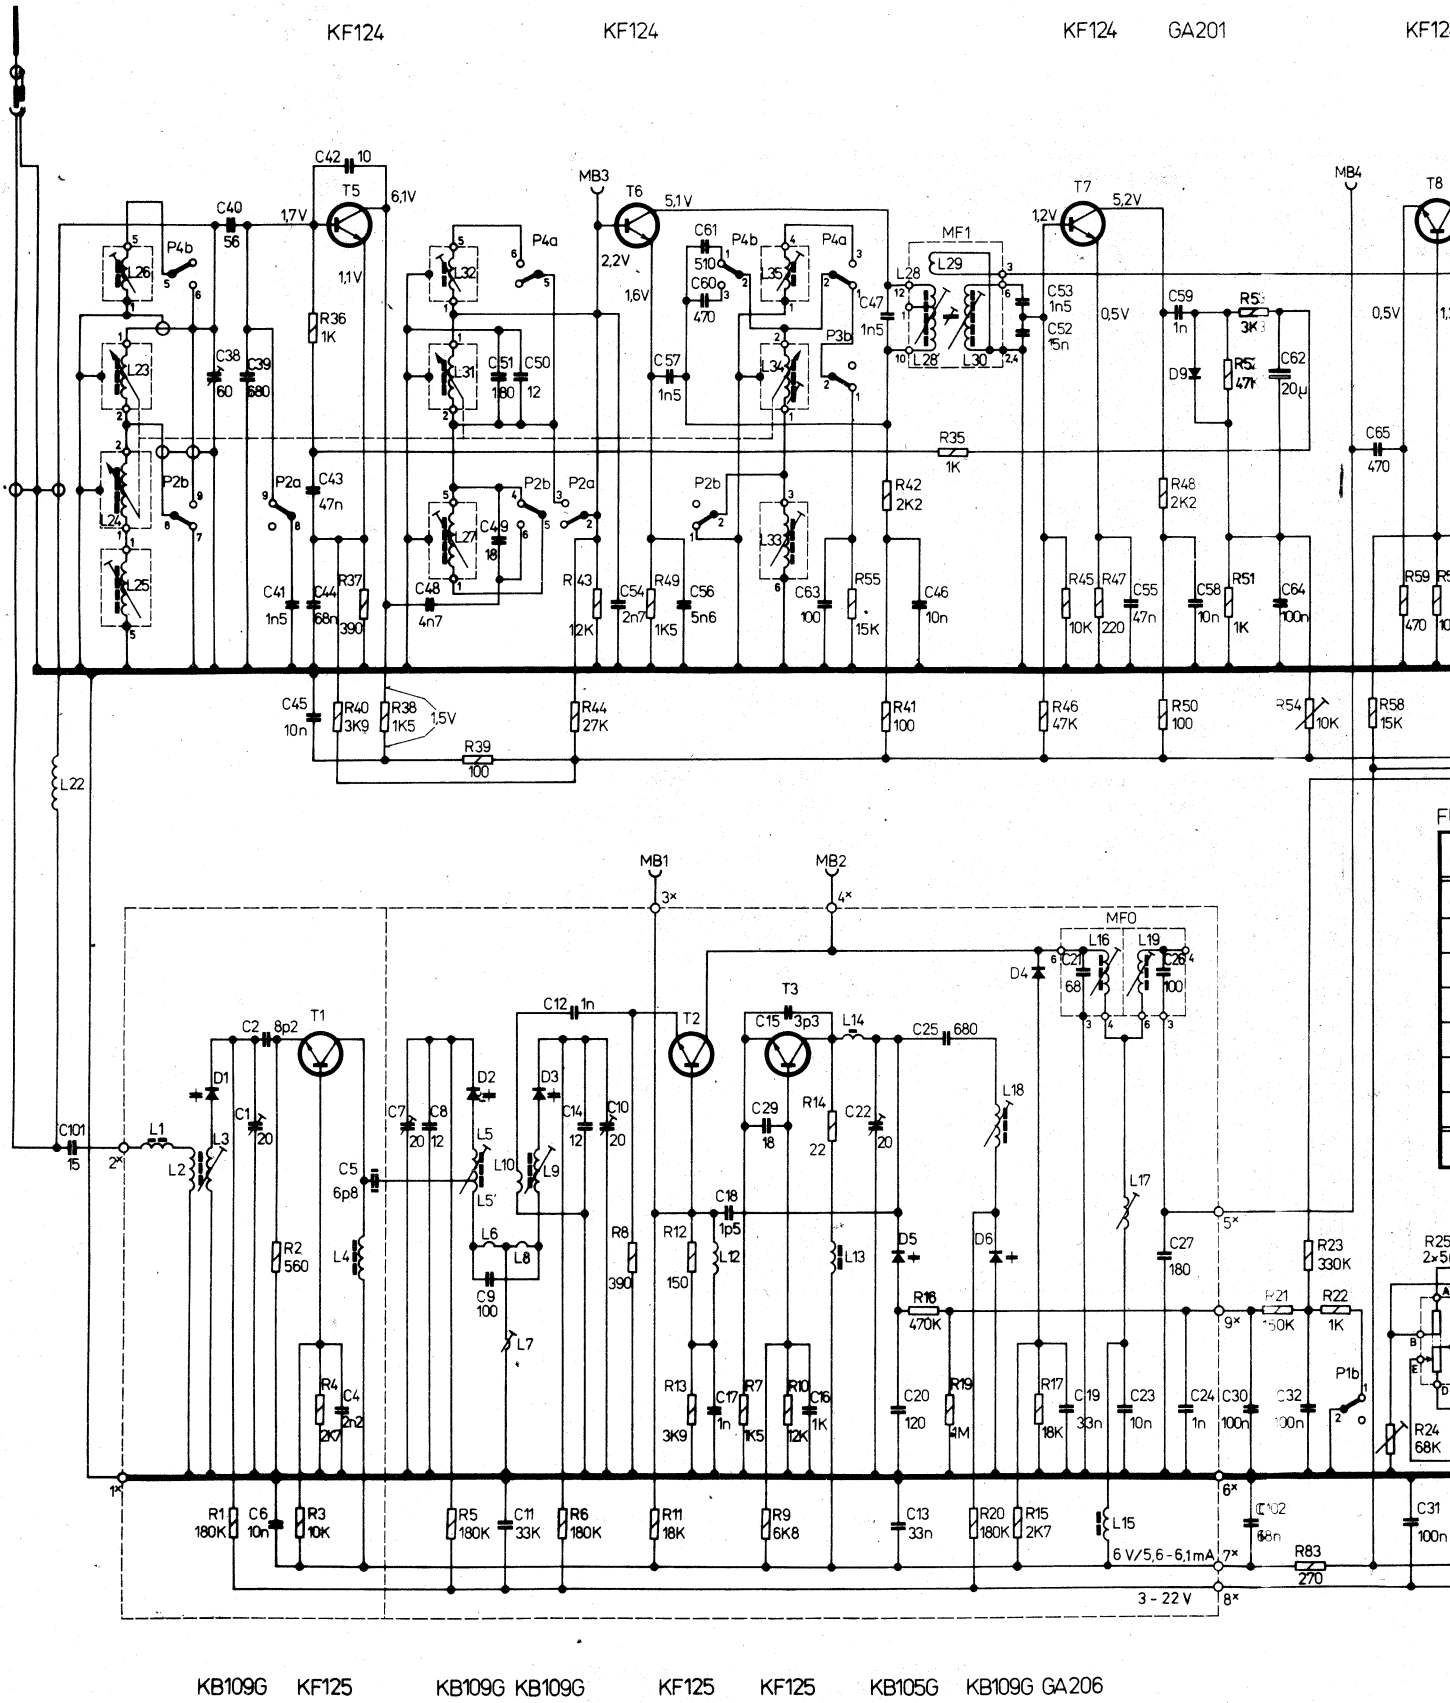 KF124 KF124 KF124 GA201
C42 10
T5
6,1V
MB3
T6
5,1V
T7
5,2V
MB4
T8
C40
56
1,7V
1,1V
P4b
L26
5
6
1
L32
P4a
2,2V
1,6V
C61
510
C60
470
P4b
L35
P4a
C47
1n5
MF1
L28
L29
12
10
L28'
L30
2,4
3
6
C53
1n5
C52
15n
1,2V
0,5V
C59
1n
3K3
0,5V
R36
1K
L23
C38
60
C39
680
L31
C51
180
C50
12
C57
1n5
L34
P3b
D9
C62
20µ
R35
1K
C65
470
L24
P2b
P2a
C43
47n
L27
C49
18
P2b
P2a
P2b
L33
R42
2K2
R48
2K2
L25
C41
1n5
C44
68n
R37
390
C48
4n7
R43
12K
C54
2n7
R49
1K5
C56
5n6
C63
100
R55
15K
C46
10n
R45
10K
R47
220
C55
47n
C58
10n
R51
1K
C64
100n
R59
470
C45
10n
R40
3K9
R38
1K5
1,5V
R39
100
R44
27K
R41
100
R46
47K
R50
100
R54
10K
R58
15K
L22
MB1
3×
MB2
4×
MF0
L16
L19
C21
68
C26
100
D4
C2 8p2
T1
C12 1n
T2
T3
C15 3p3
L14
C25 680
D1
C1
20
C7
20
C8
12
D2
D3
C14
12
C10
20
C29
18
R14
22
C22
20
L18
C101
15
2×
L1
L2
L3
C5
6p8
L5
L5'
L10
L9
L17
R2
560
L4
L6
L8
C9
100
L7
R8
390
R12
150
C18
1p5
L12
L13
D5
D6
C27
180
5×
R23
330K
R16
470K
9×
R21
150K
R22
1K
B
E
D
R4
2K7
C4
2n2
R13
3K9
C17
1n
R7
1K5
R10
12K
C16
1K
C20
120
R19
1M
R17
18K
C19
33n
C23
10n
C24
1n
C30
100n
C32
100n
P1b
R24
68K
1×
6×
R1
180K
C6
10n
R3
10K
R5
180K
C11
33K
R6
180K
R11
18K
R9
6K8
C13
33n
R20
180K
R15
2K7
L15
C102
68n
C31
100n
6 V/5,6-6,1mA 7×
R83
270
3-22 V 8×
KB109G KF125 KB109G KB109G KF125 KF125 KB105G KB109G GA206